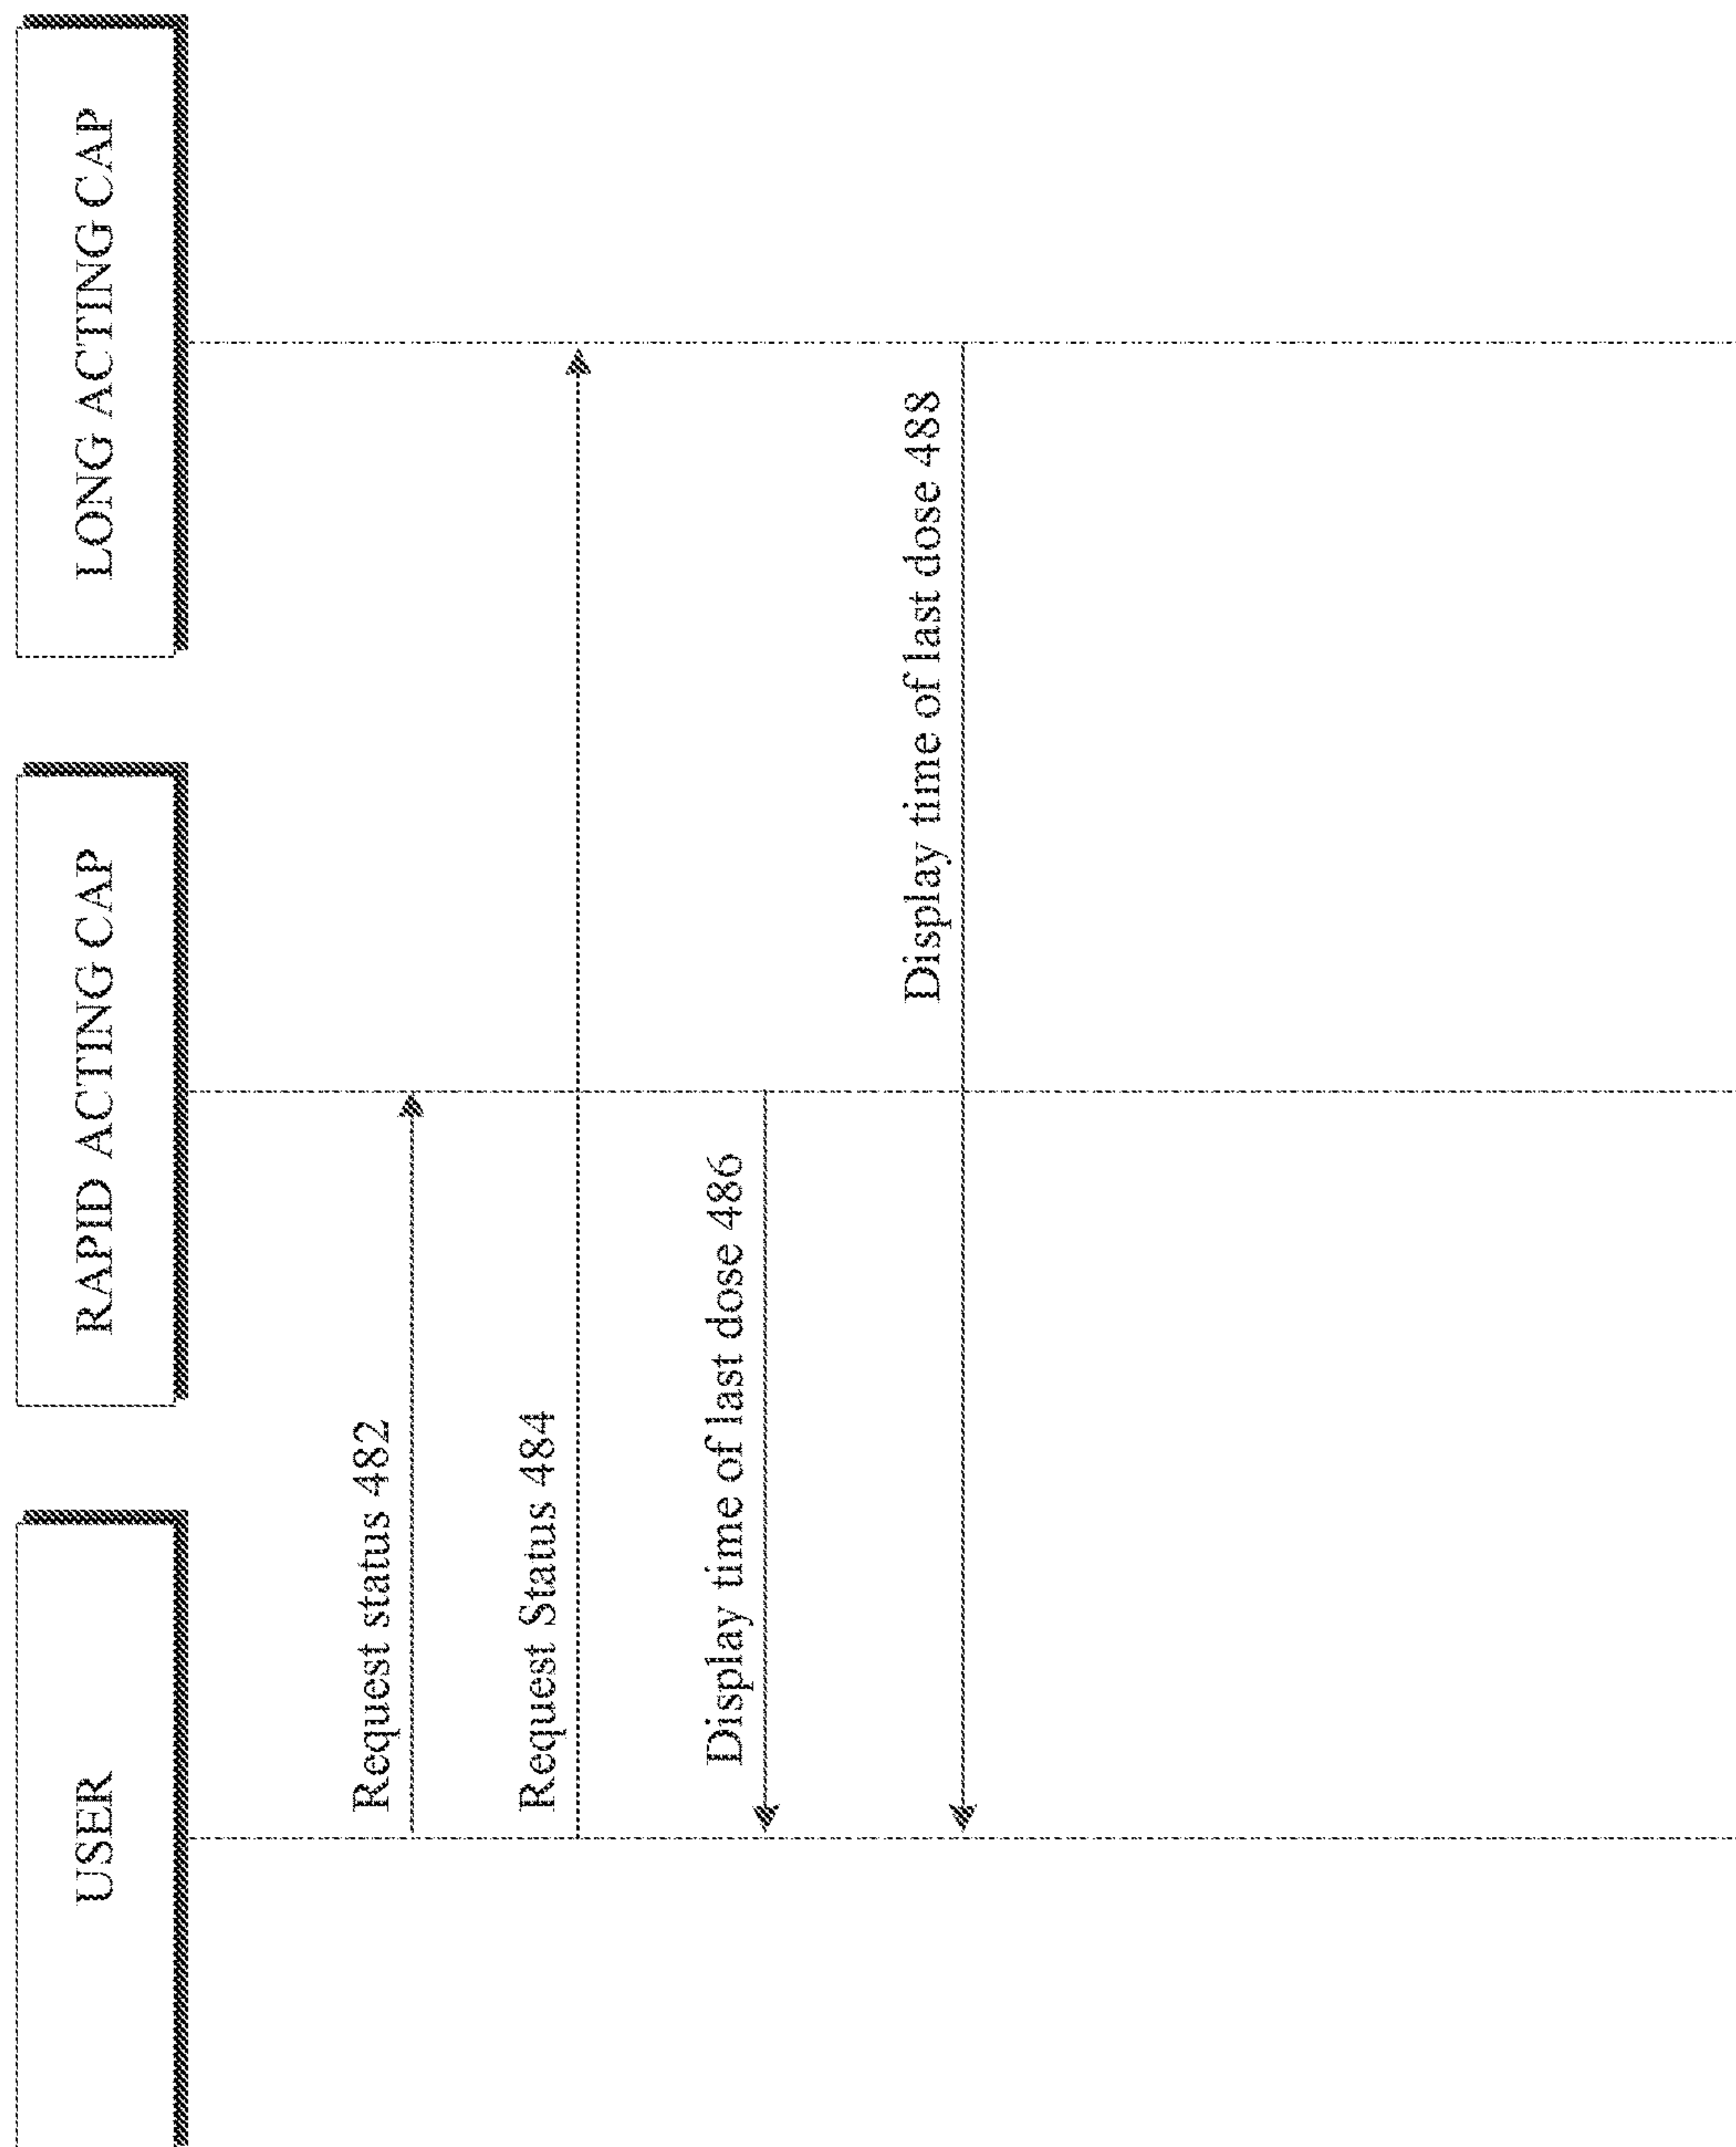 USER
RAPID ACTING CAP
LONG ACTING CAP
Request status 482
Request Status 484
Display time of last dose 486
Display time of last dose 488